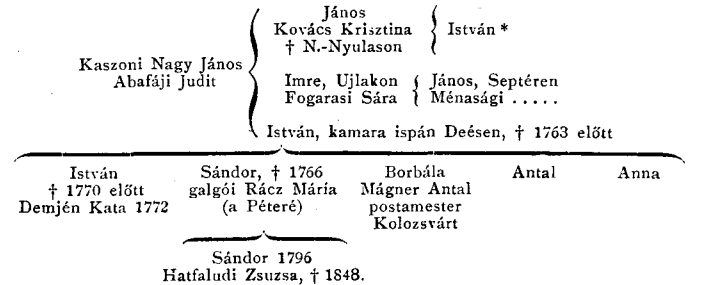 János
Kovács Krisztina
István *
† N.-Nyulason
Kaszoni Nagy János
Abafáji Judit
Imre, Ujlakon
János, Septéren
Fogarasi Sára
Ménasági . . . . .
István, kamara ispán Deésen, † 1763 előtt
István
† 1770 előtt
Demjén Kata 1772
Sándor, † 1766
galgói Rácz Mária
(a Péteré)
Borbála
Mágner Antal
postamester
Kolozsvárt
Antal
Anna
Sándor 1796
Hatfaludi Zsuzsa, † 1848.